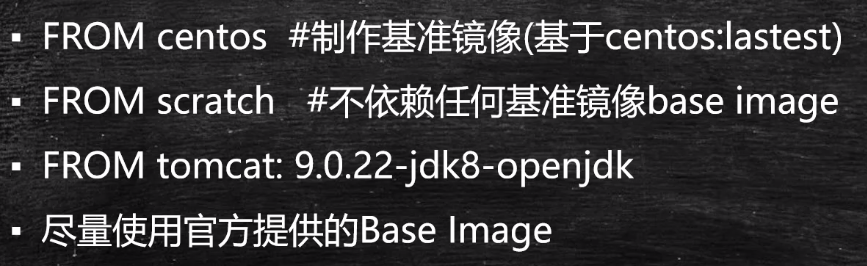 ▪ FROM centos #制作基准镜像(基于centos:lastest)
▪ FROM scratch #不依赖任何基准镜像base image
▪ FROM tomcat: 9.0.22-jdk8-openjdk
▪ 尽量使用官方提供的Base Image